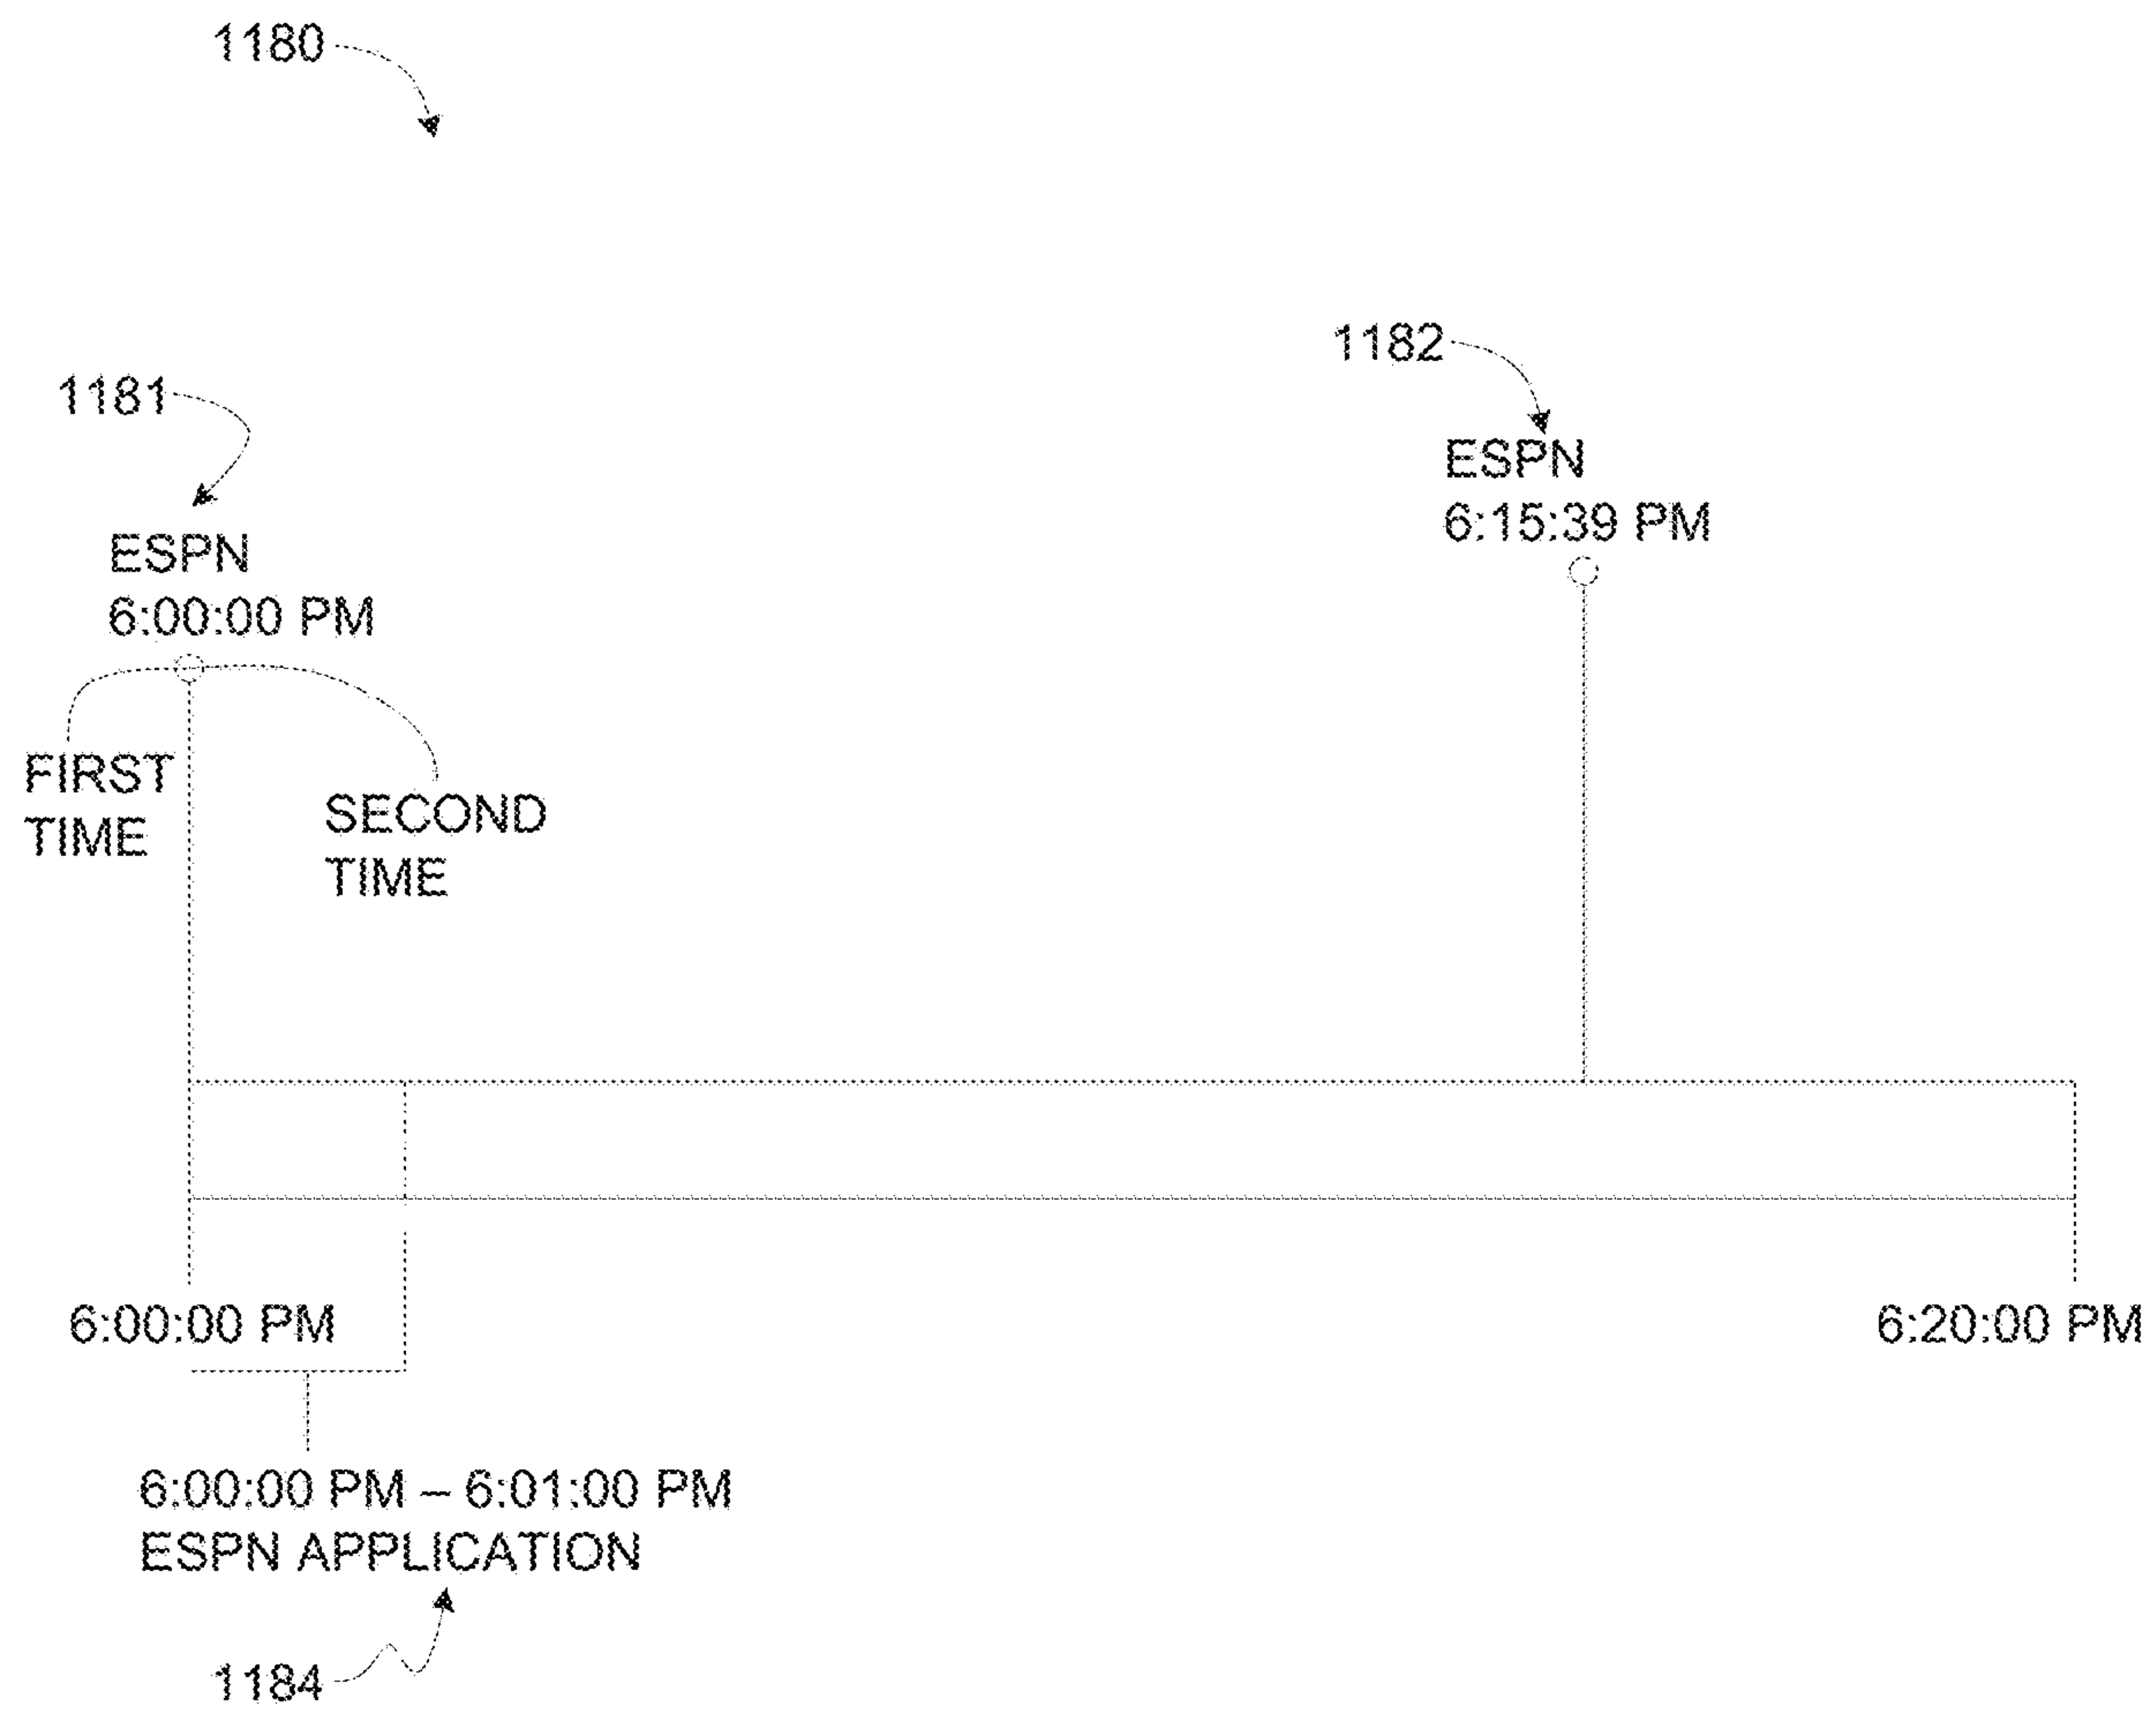 1180
1182
1181
ESPN
6:15:39 PM
ESPN
6:00:00 PM
FIRST
TIME
SECOND
TIME
6:00:00 PM
6:20:00 PM
6:00:00 PM – 6:01:00 PM
ESPN APPLICATION
1184